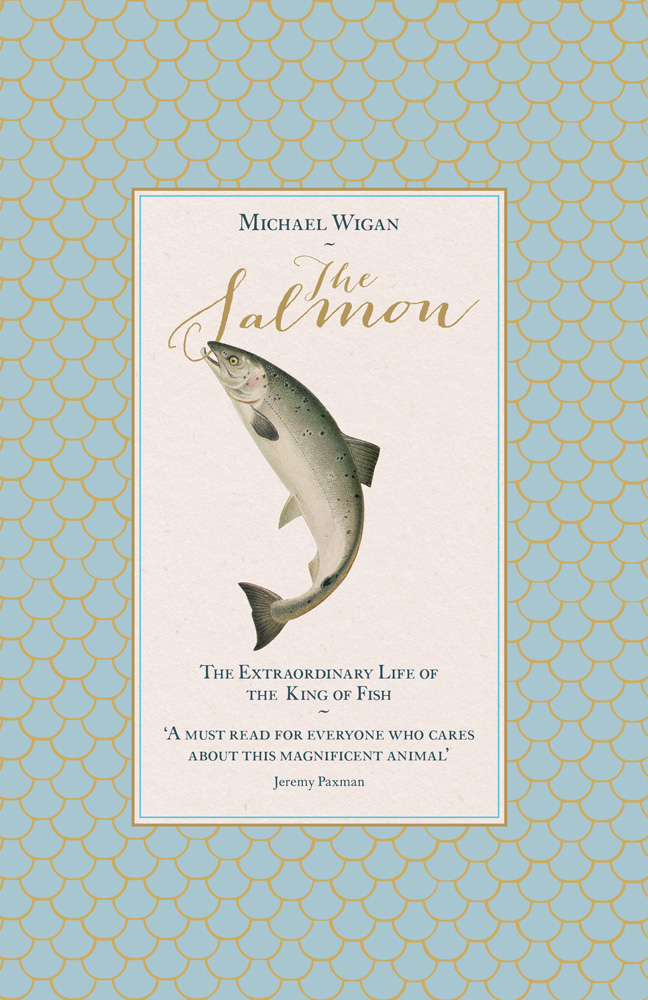 Michael Wigan
~
The
Salmon
The Extraordinary Life of
the King of Fish
~
‘A must read for everyone who cares
about this magnificent animal’
Jeremy Paxman